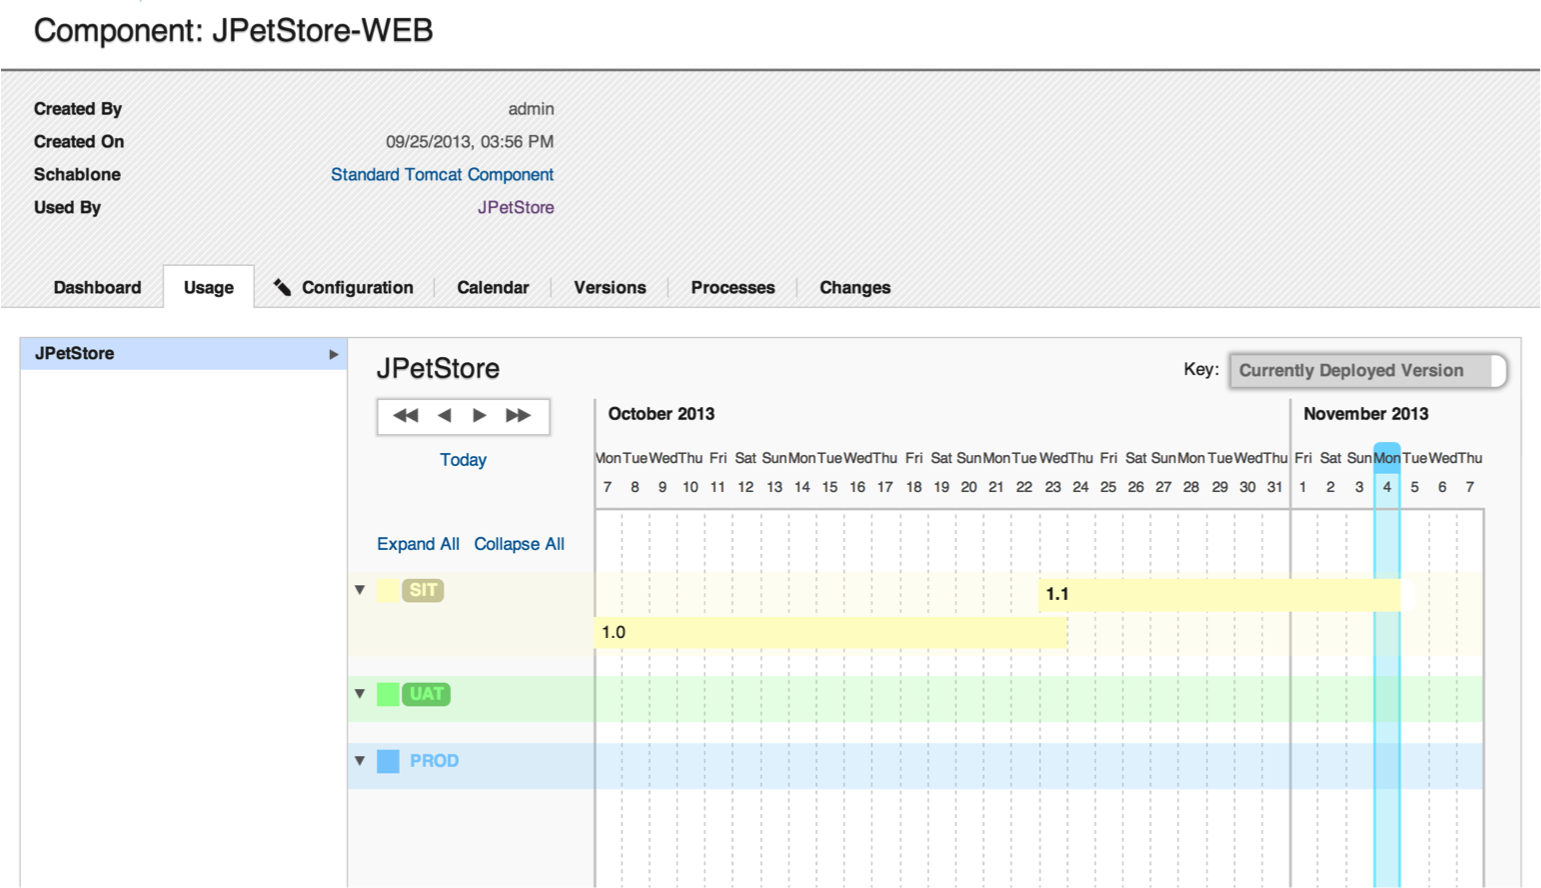 Component: JPetStore-WEB
Created By admin
Created On 09/25/2013, 03:56 PM
Schablone Standard Tomcat Component
Used By JPetStore
Dashboard Usage Configuration Calendar Versions Processes Changes
JPetStore
JPetStore
Key: Currently Deployed Version
October 2013 November 2013
Today
Mon Tue Wed Thu Fri Sat Sun Mon Tue Wed Thu Fri Sat Sun Mon Tue Wed Thu Fri Sat Sun Mon Tue Wed Thu Fri Sat Sun Mon Tue Wed Thu
7 8 9 10 11 12 13 14 15 16 17 18 19 20 21 22 23 24 25 26 27 28 29 30 31 1 2 3 4 5 6 7
Expand All Collapse All
SIT 1.1
1.0
UAT
PROD